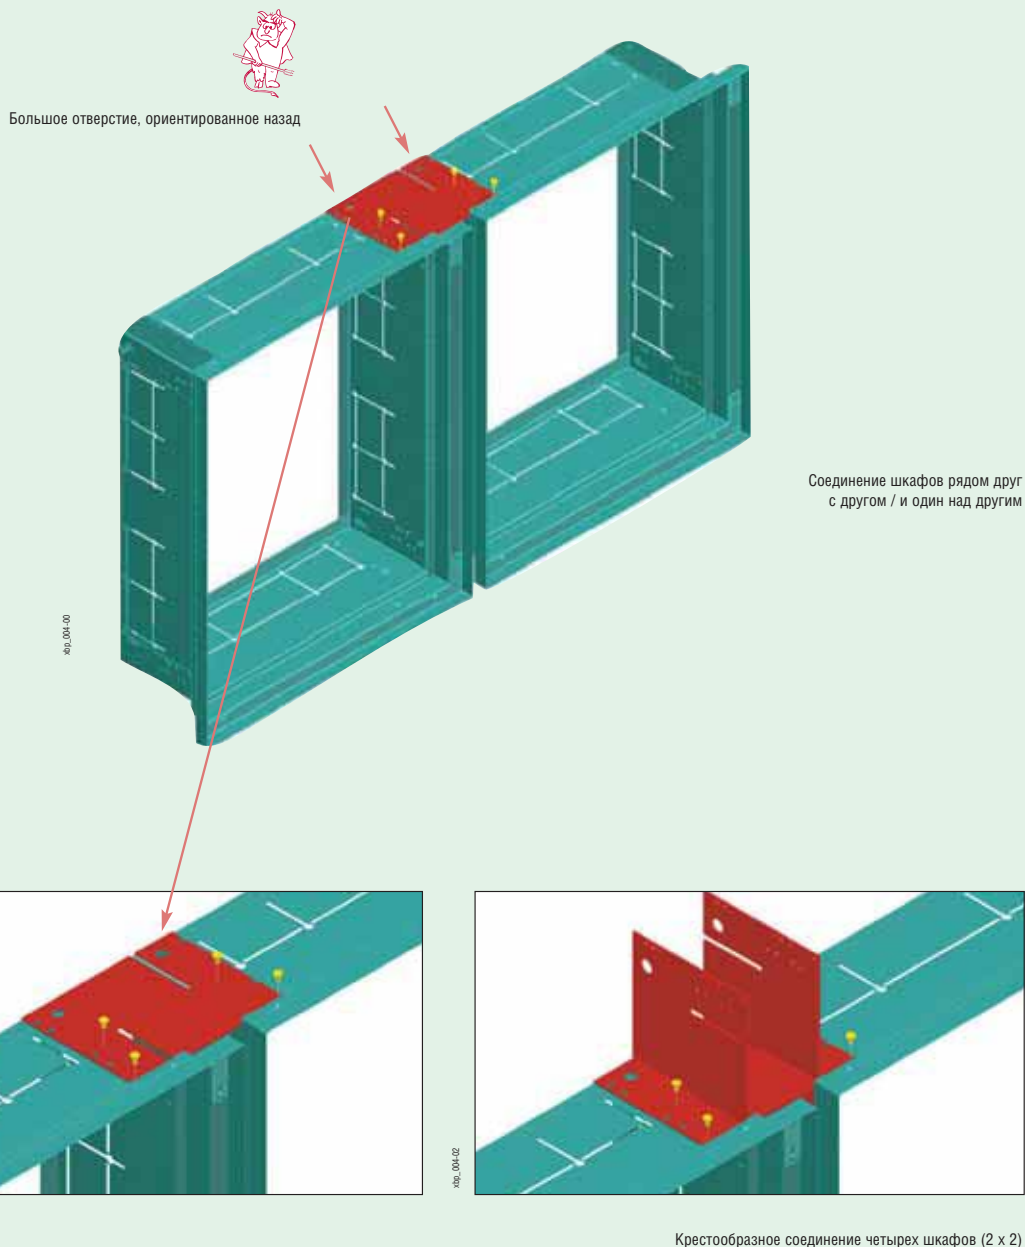 Большое отверстие, ориентированное назад
Соединение шкафов рядом друг
с другом / и один над другим
xbp_004-00
xbp_004-02
Крестообразное соединение четырех шкафов (2 x 2)